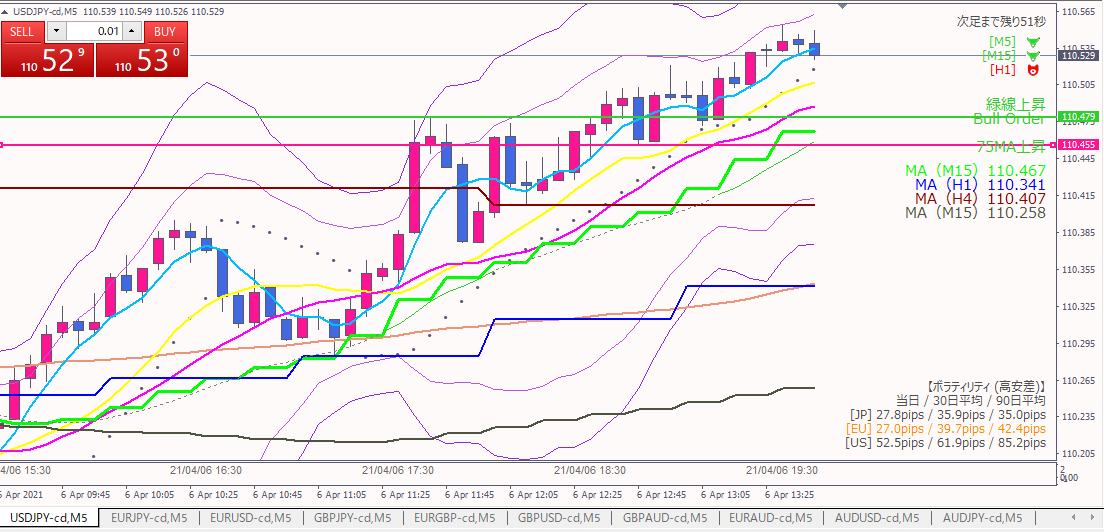 USDJPY-cd,M5 110.539 110.549 110.526 110.529
SELL
0.01
BUY
110 52 9
110 53 0
次足まで残り51秒
[M5]
[M15]
[H1]
緑線上昇
Bull Order
75MA上昇
MA（M15）110.467
MA（H1）110.341
MA（H4）110.407
MA（M15）110.258
【ボラティリティ(高安差)】
当日 / 30日平均 / 90日平均
[JP] 27.8pips / 35.9pips / 35.0pips
[EU] 27.0pips / 39.7pips / 42.4pips
[US] 52.5pips / 61.9pips / 85.2pips
110.565
110.535
110.529
110.505
110.479
110.475
110.455
110.445
110.415
110.385
110.355
110.325
110.295
110.265
110.235
110.205
4/06 15:30
21/04/06 16:30
21/04/06 17:30
21/04/06 18:30
21/04/06 19:30
6 Apr 2021
6 Apr 09:45
6 Apr 10:05
6 Apr 10:25
6 Apr 10:45
6 Apr 11:05
6 Apr 11:25
6 Apr 11:45
6 Apr 12:05
6 Apr 12:25
6 Apr 12:45
6 Apr 13:05
6 Apr 13:25
USDJPY-cd,M5
EURJPY-cd,M5
EURUSD-cd,M5
GBPJPY-cd,M5
EURGBP-cd,M5
GBPUSD-cd,M5
GBPAUD-cd,M5
EURAUD-cd,M5
AUDUSD-cd,M5
AUDJPY-cd,M5